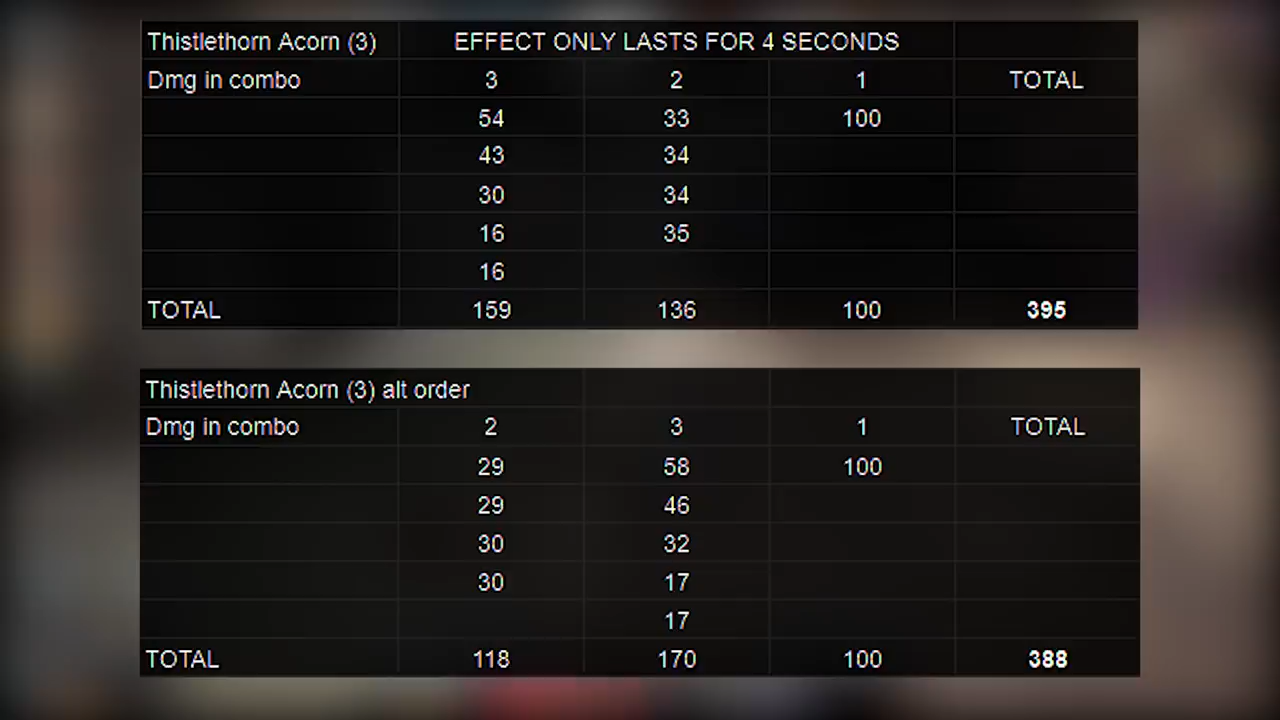 Thistlethorn Acorn (3) EFFECT ONLY LASTS FOR 4 SECONDS
Dmg in combo 3 2 1 TOTAL
54 33 100
43 34
30 34
16 35
16
TOTAL 159 136 100 395
Thistlethorn Acorn (3) alt order
Dmg in combo 2 3 1 TOTAL
29 58 100
29 46
30 32
30 17
17
TOTAL 118 170 100 388